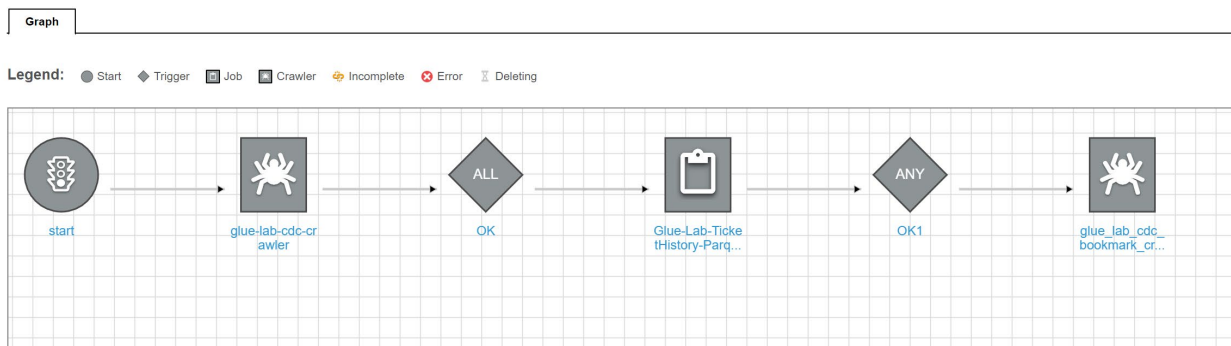 Graph
Legend: Start Trigger Job Crawler Incomplete Error Deleting
ALL ANY
start glue-lab-cdc-cr OK Glue-Lab-Ticke OK1 glue_lab_cdc_
awler tHistory-Parq... bookmark_cr...